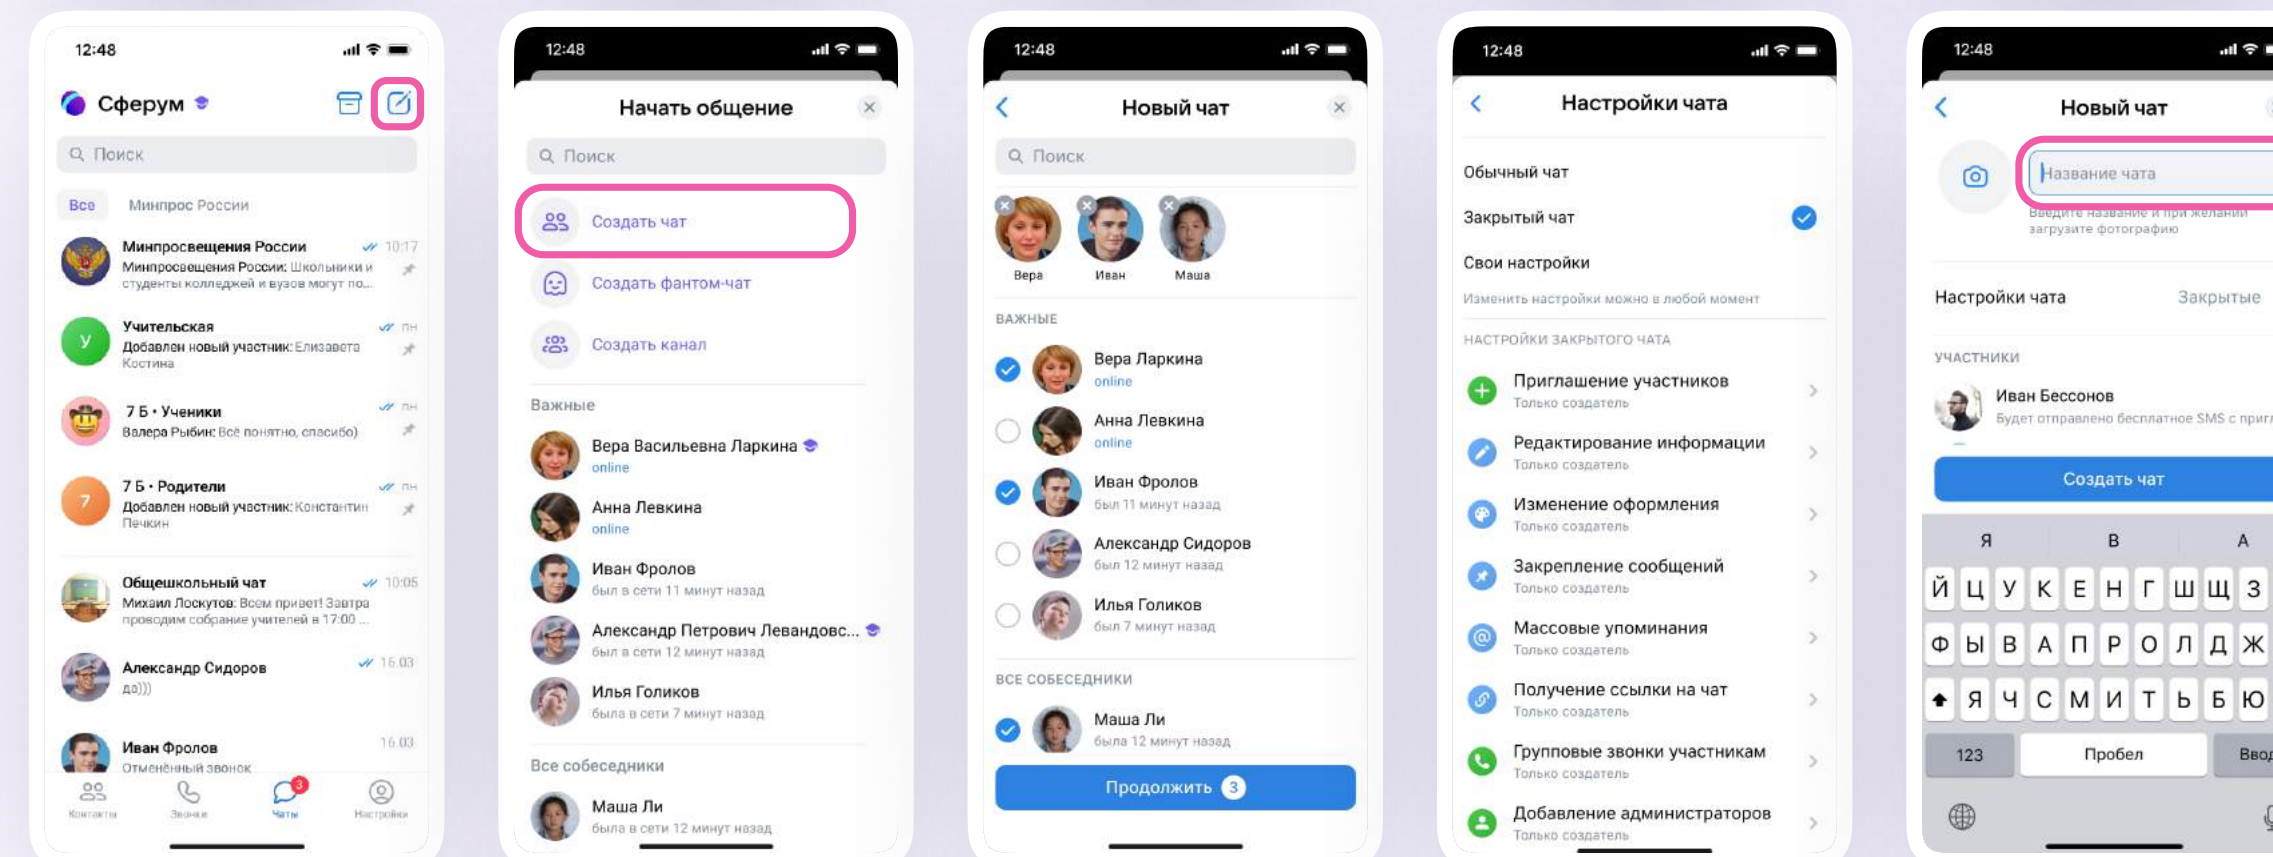 12:48
Сферум
Поиск
Все
Минпрос России
Минпросвещения России
10:17
Минпросвещения России: Школьники и
студенты колледжей и вузов могут по...
У
Учительская
пн
Добавлен новый участник: Елизавета
Костина
7 Б • Ученики
пн
Валера Рыбин: Всё понятно, спасибо)
7
7 Б • Родители
пн
Добавлен новый участник: Константин
Печкин
Общешкольный чат
10:05
Михаил Лоскутов: Всем привет! Завтра
проводим собрание учителей в 17:00 ...
Александр Сидоров
16.03
да)))
Иван Фролов
16.03
Отменённый звонок
3
Контакты
Звонки
Чаты
Настройки
12:48
Начать общение
Поиск
Создать чат
Создать фантом-чат
Создать канал
Важные
Вера Васильевна Ларкина
online
Анна Левкина
online
Иван Фролов
был в сети 11 минут назад
Александр Петрович Левандовс...
был в сети 12 минут назад
Илья Голиков
была в сети 7 минут назад
Все собеседники
Маша Ли
была в сети 12 минут назад
12:48
Новый чат
Поиск
Вера
Иван
Маша
ВАЖНЫЕ
Вера Ларкина
online
Анна Левкина
online
Иван Фролов
был 11 минут назад
Александр Сидоров
был 12 минут назад
Илья Голиков
был 7 минут назад
ВСЕ СОБЕСЕДНИКИ
Маша Ли
была 12 минут назад
Продолжить 3
12:48
Настройки чата
Обычный чат
Закрытый чат
Свои настройки
Изменить настройки можно в любой момент
НАСТРОЙКИ ЗАКРЫТОГО ЧАТА
Приглашение участников
Только создатель
Редактирование информации
Только создатель
Изменение оформления
Только создатель
Закрепление сообщений
Только создатель
Массовые упоминания
Только создатель
Получение ссылки на чат
Только создатель
Групповые звонки участникам
Только создатель
Добавление администраторов
Только создатель
12:48
Новый чат
Название чата
Введите название и при желании
загрузите фотографию
Настройки чата
Закрытые
УЧАСТНИКИ
Иван Бессонов
Будет отправлено бесплатное SMS с приг
Создать чат
Я В А
Й Ц У К Е Н Г Ш Щ З
Ф Ы В А П Р О Л Д Ж
Я Ч С М И Т Ь Б Ю
123
Пробел
Ввод